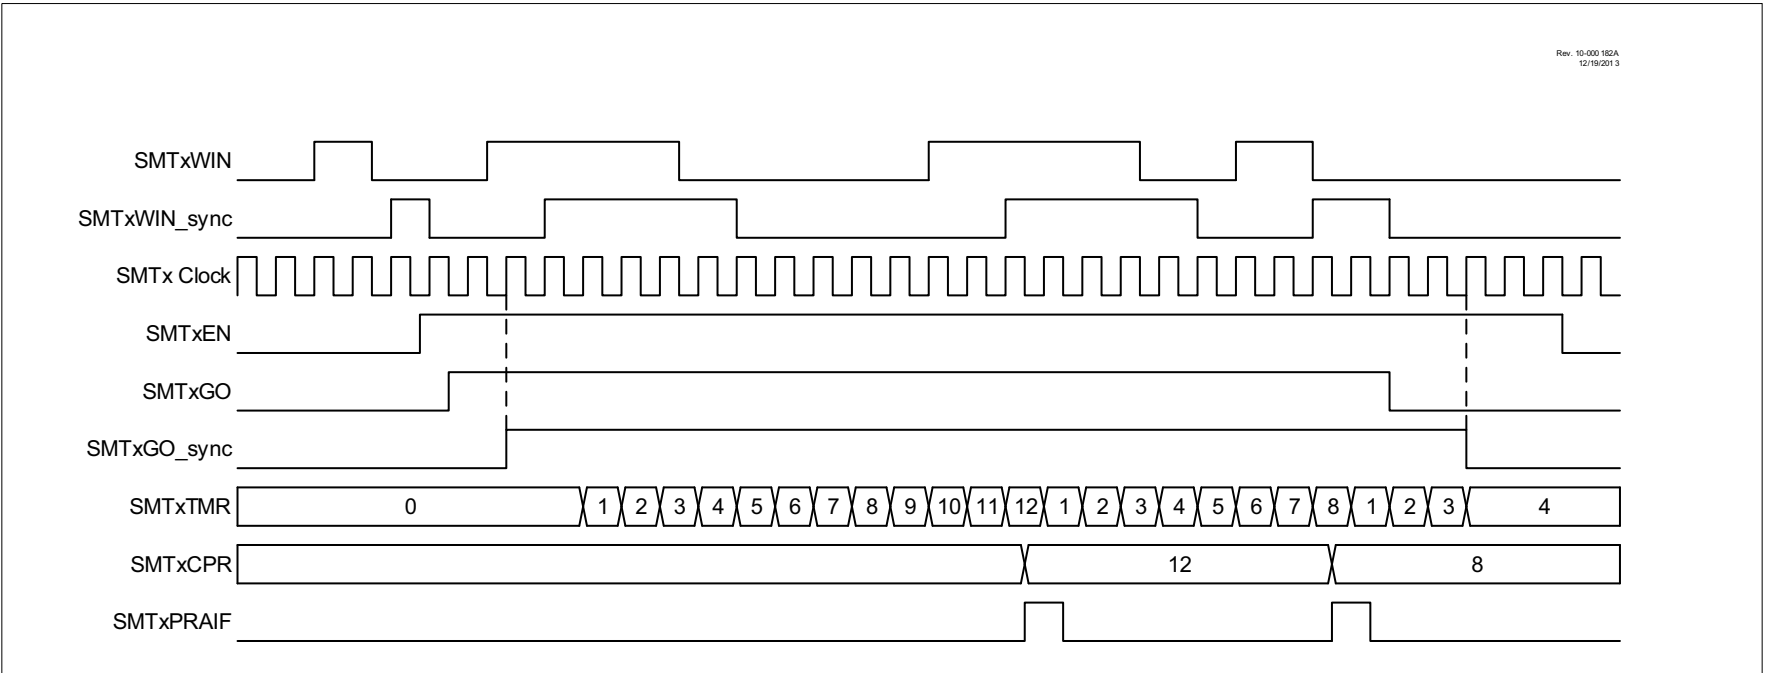 Rev. 10-000 182A
12/19/201 3
SMTxWIN
SMTxWIN_sync
SMTx Clock
SMTxEN
SMTxGO
SMTxGO_sync
SMTxTMR 0 1 2 3 4 5 6 7 8 9 10 11 12 1 2 3 4 5 6 7 8 1 2 3 4
SMTxCPR 12 8
SMTxPRAIF